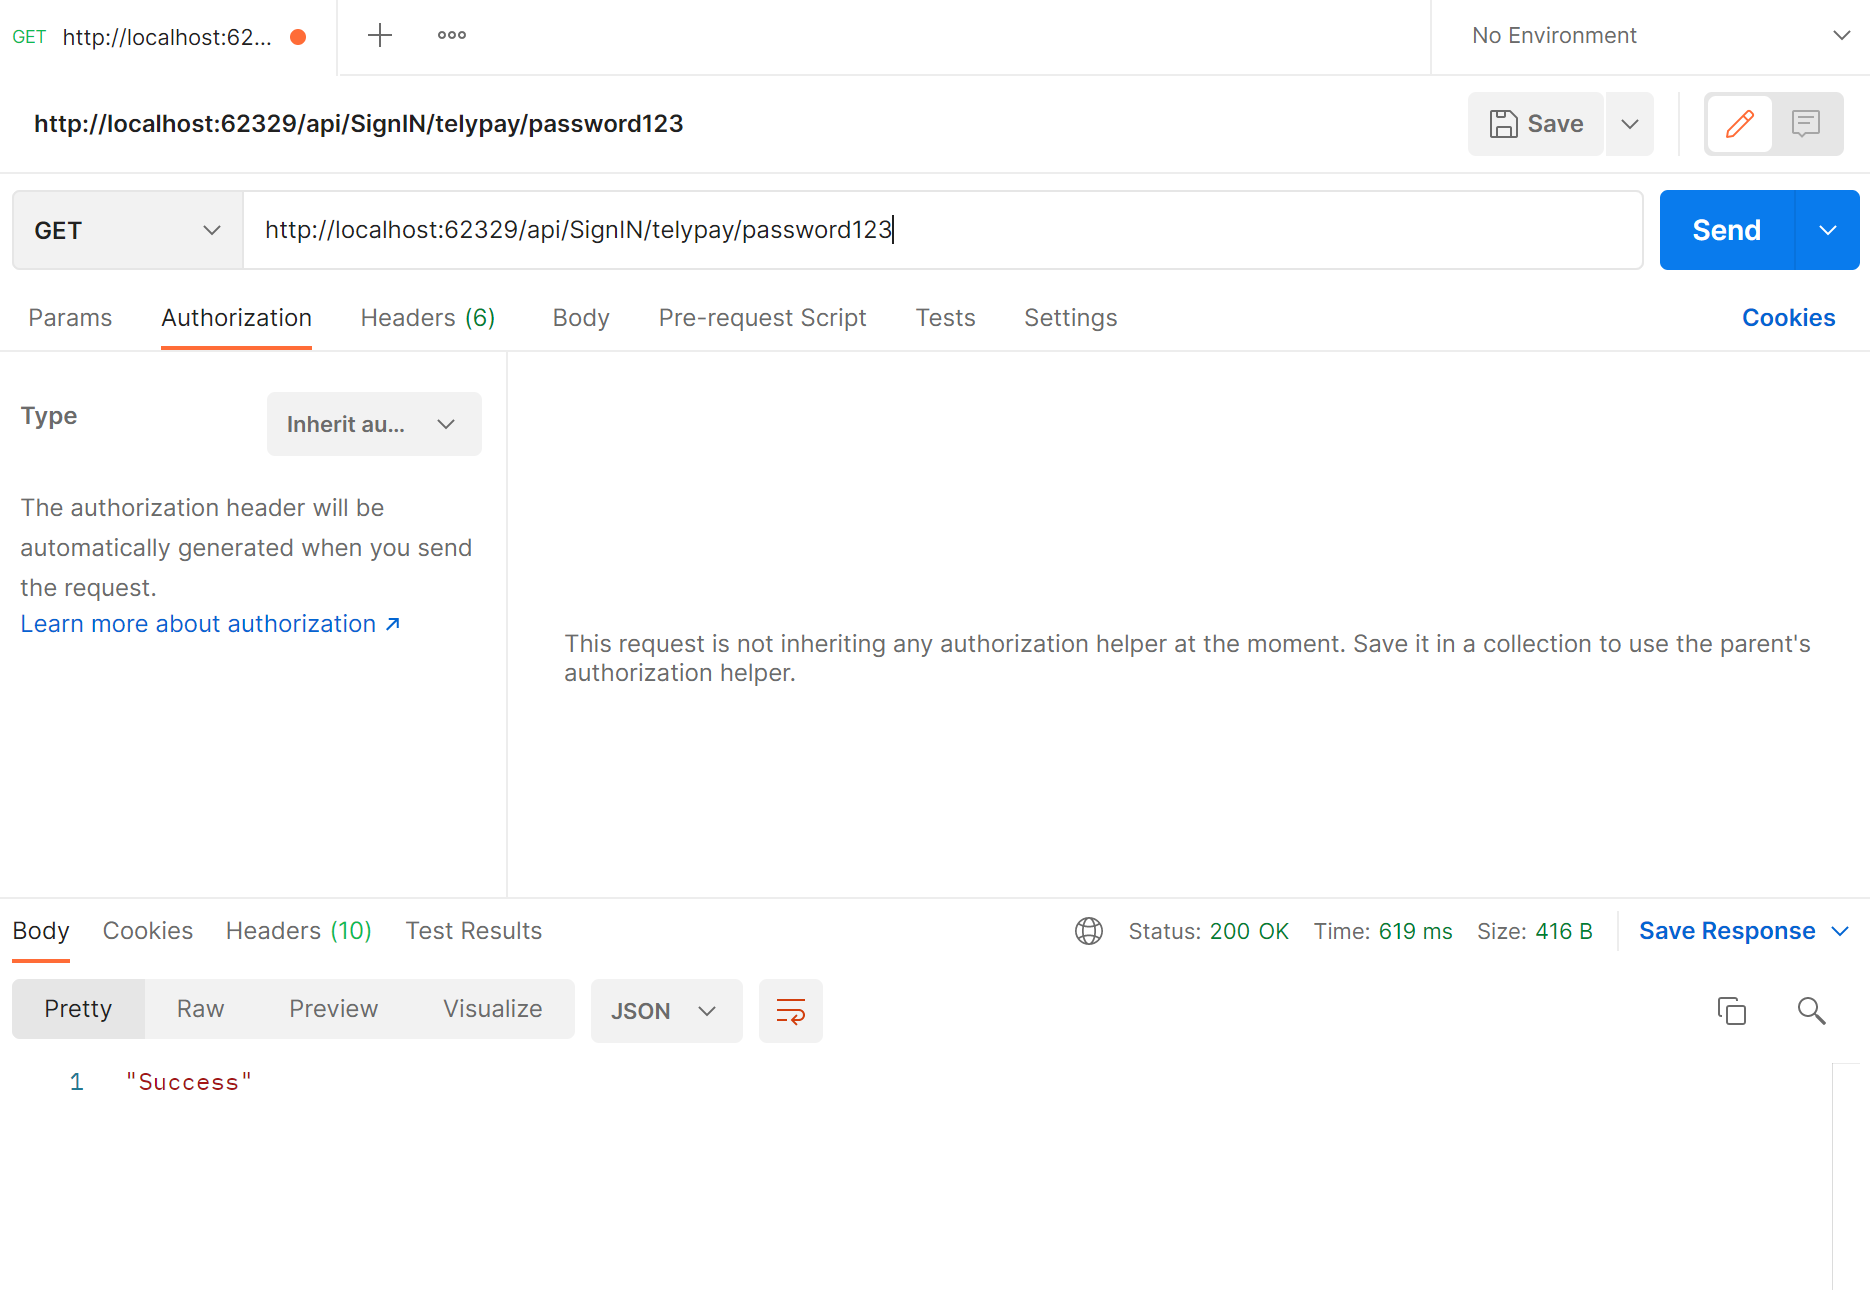 GET http://localhost:62... No Environment
http://localhost:62329/api/SignIN/telypay/password123 Save
GET http://localhost:62329/api/SignIN/telypay/password123 Send
Params Authorization Headers (6) Body Pre-request Script Tests Settings Cookies
Type Inherit au...
The authorization header will be
automatically generated when you send
the request.
Learn more about authorization ↗
This request is not inheriting any authorization helper at the moment. Save it in a collection to use the parent's
authorization helper.
Body Cookies Headers (10) Test Results Status: 200 OK Time: 619 ms Size: 416 B Save Response
Pretty Raw Preview Visualize JSON
1 "Success"